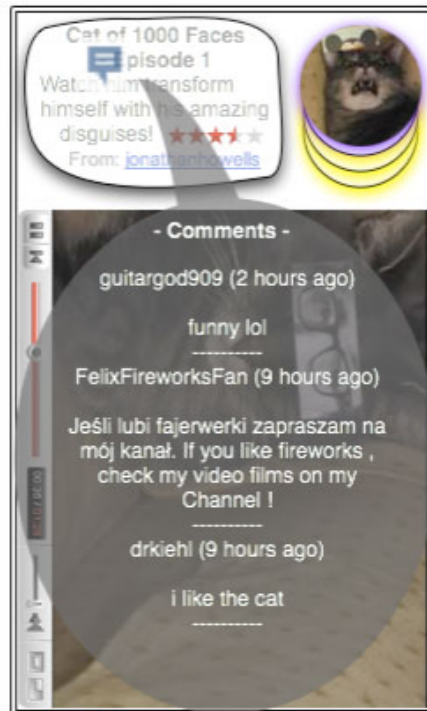 Cat of 1000 Faces
pisode 1
Watch him transform
himself with his amazing
disguises!
From: jonathanhowells
- Comments -
guitargod909 (2 hours ago)
funny lol
----------
FelixFireworksFan (9 hours ago)
Jeśli lubi fajerwerki zapraszam na
mój kanał. If you like fireworks ,
check my video films on my
Channel !
----------
drkiehl (9 hours ago)
i like the cat
----------